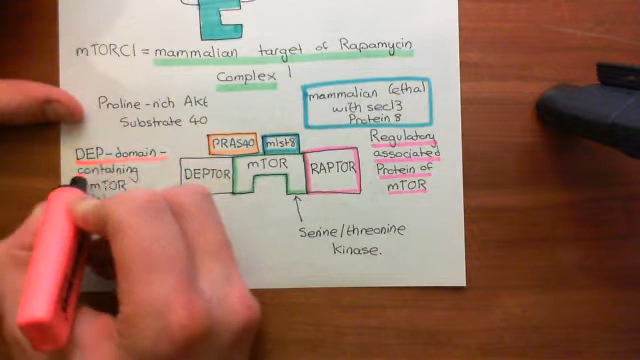 E
mTORC1 = mammalian target of Rapamycin
Complex 1
Proline-rich Akt
Substrate 40
mammalian lethal
with sec13
Protein 8
DEP-domain-
containing
mTOR
PRAS40
mlst8
DEPTOR
mTOR
RAPTOR
Regulatory
associated
Protein of
mTOR
Serine/threonine
kinase.